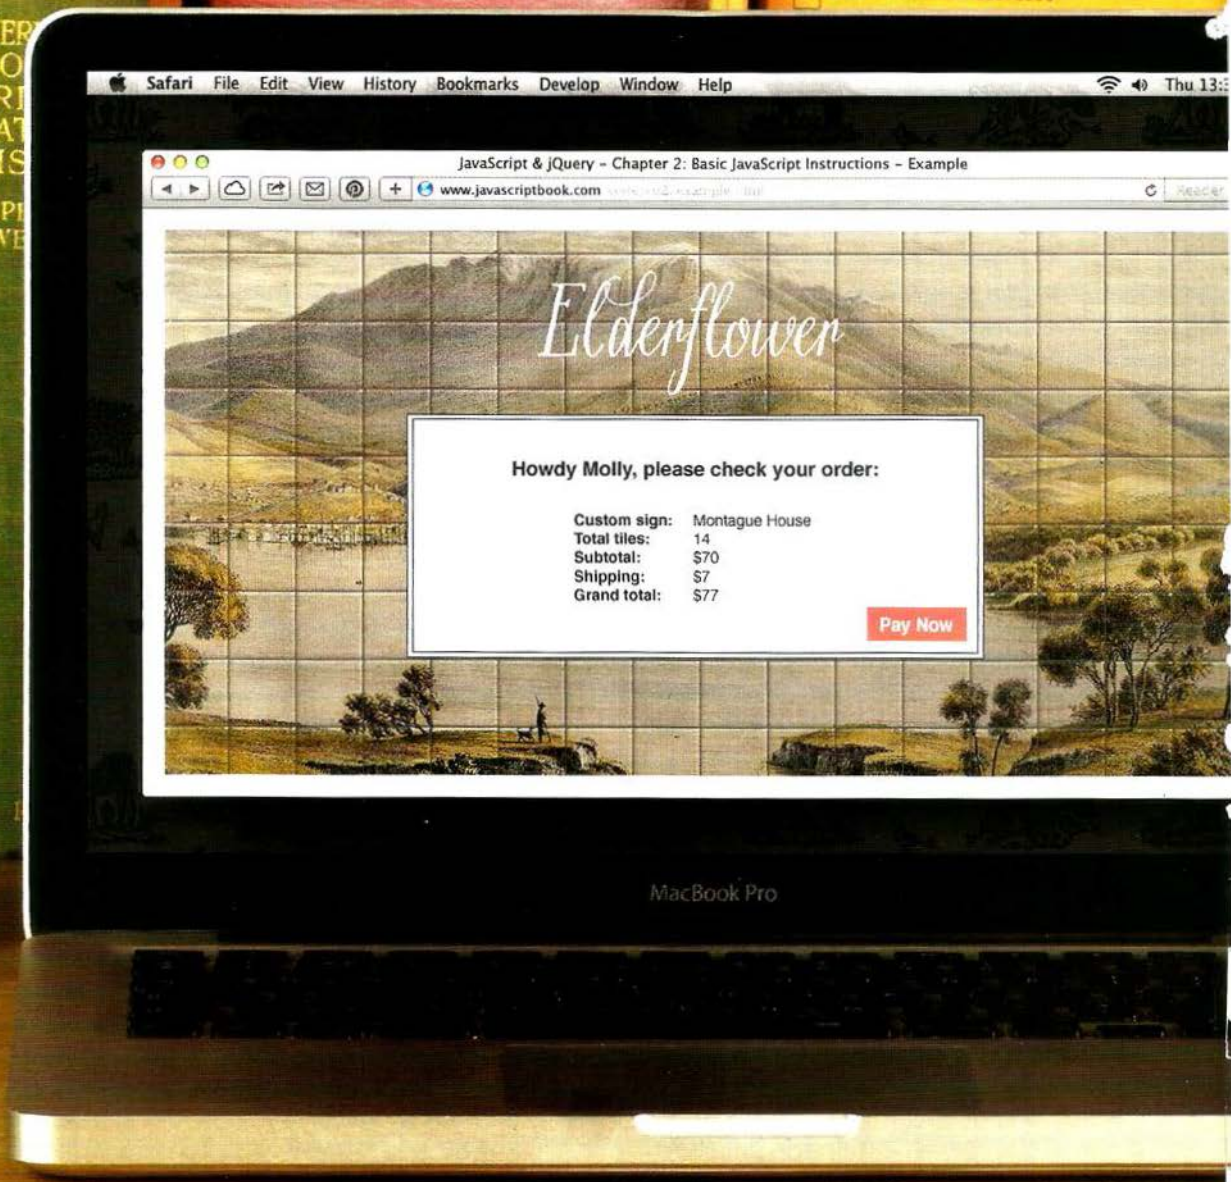 Safari File Edit View History Bookmarks Develop Window Help Thu 13:3
JavaScript & jQuery – Chapter 2: Basic JavaScript Instructions – Example
www.javascriptbook.com
Reader
Elderflower
Howdy Molly, please check your order:
Custom sign: Montague House
Total tiles: 14
Subtotal: $70
Shipping: $7
Grand total: $77
Pay Now
MacBook Pro